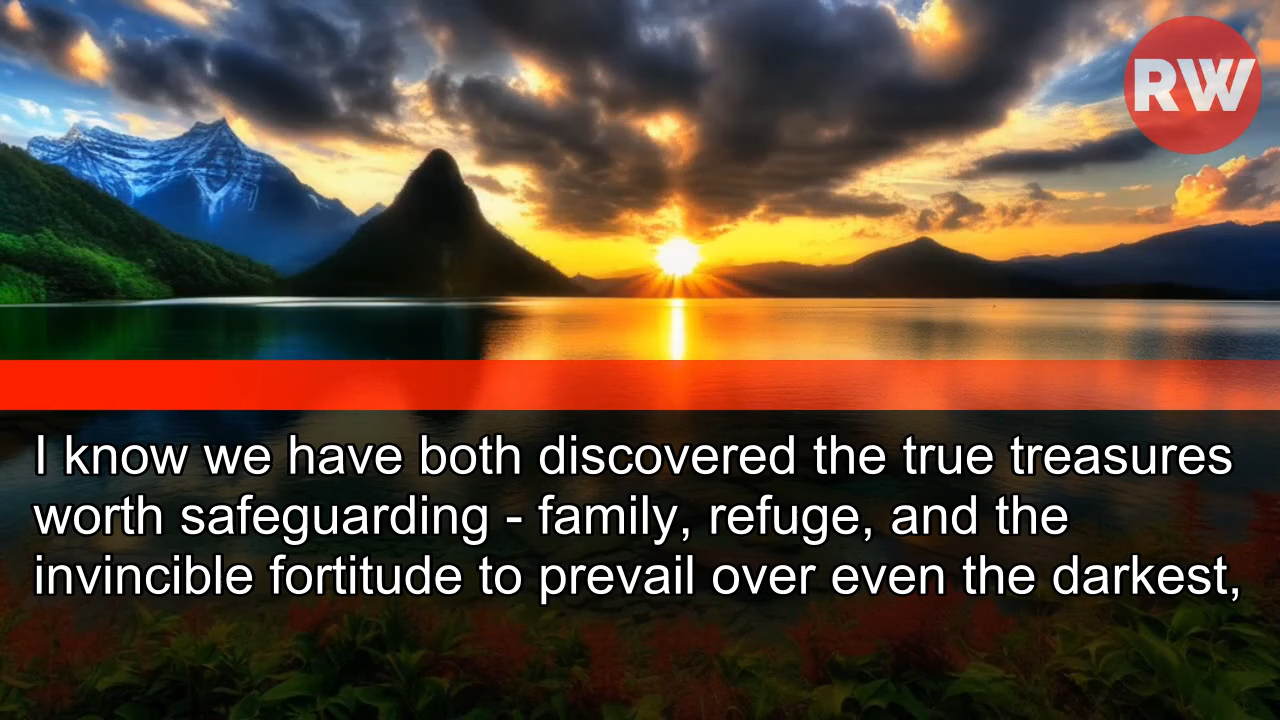 RW
I know we have both discovered the true treasures
worth safeguarding - family, refuge, and the
invincible fortitude to prevail over even the darkest,